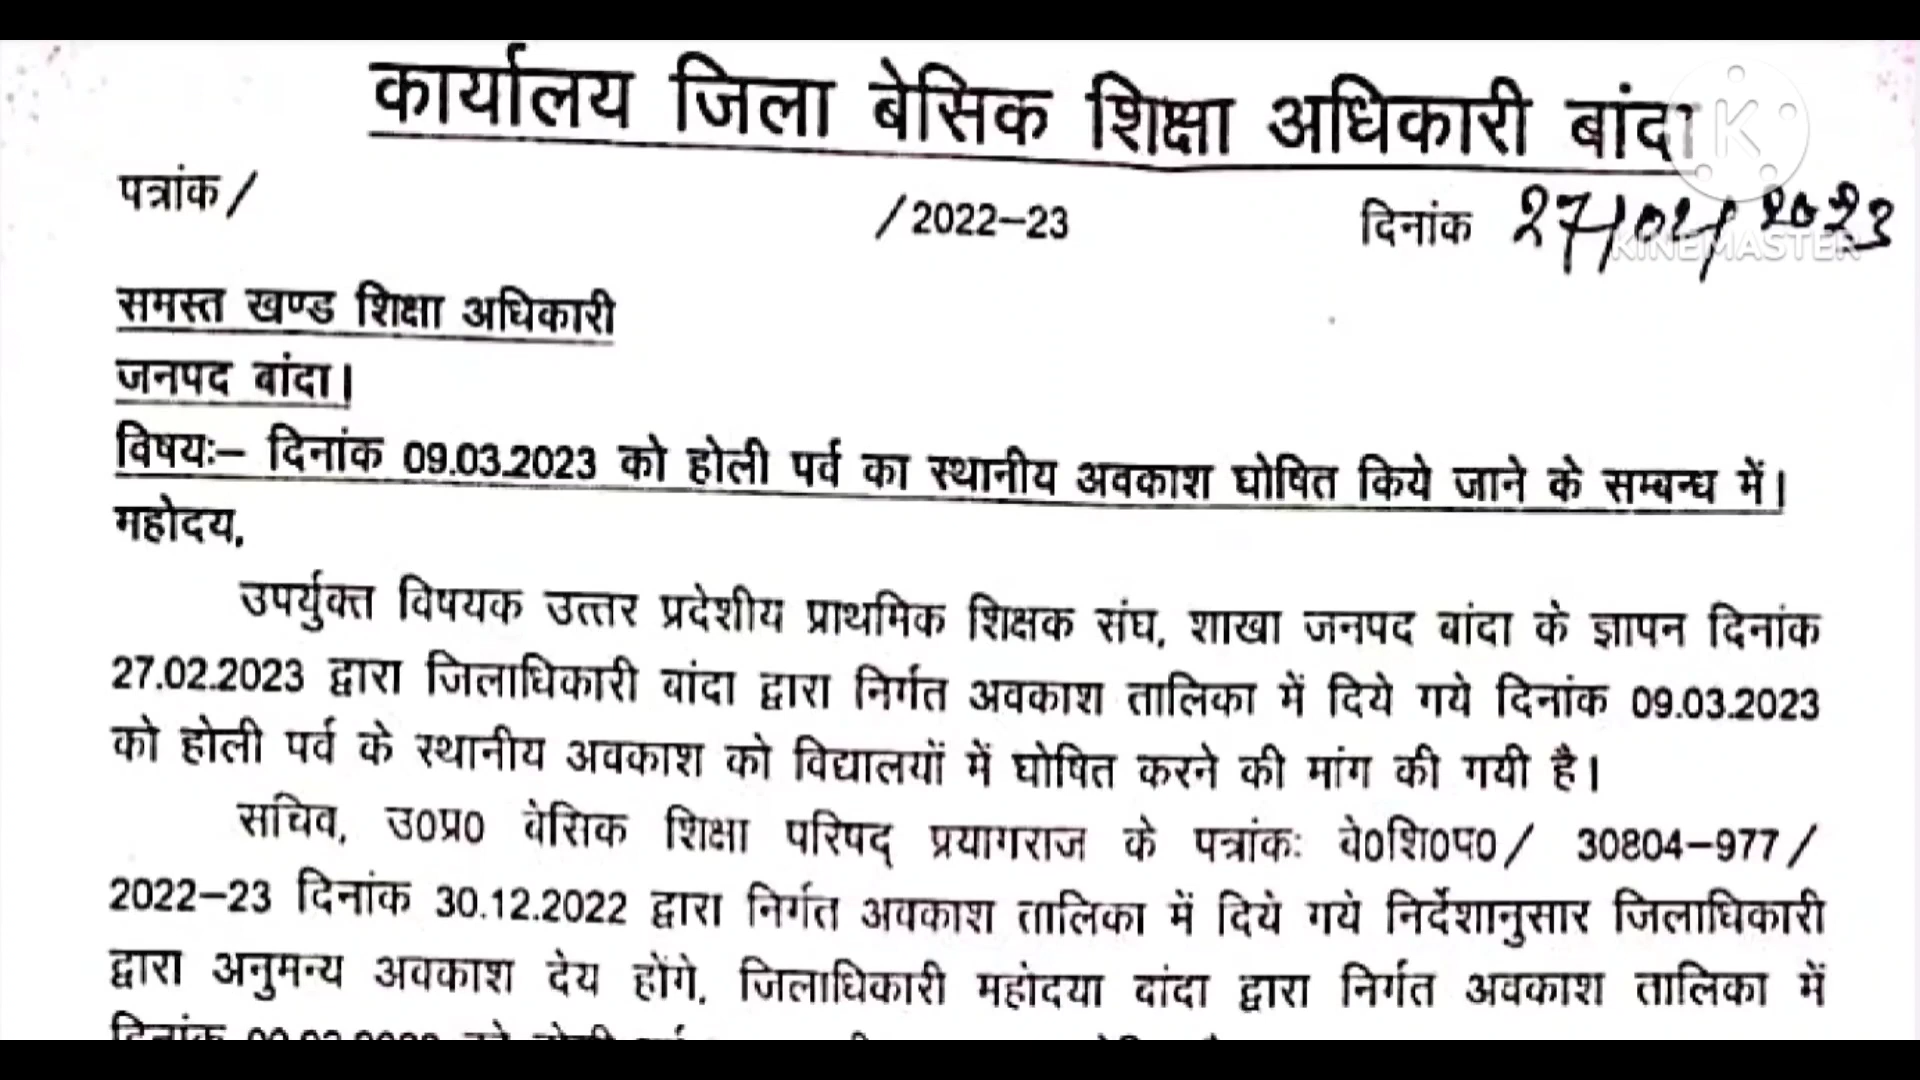 कार्यालय जिला बेसिक शिक्षा अधिकारी बांदा
पत्रांक / /2022–23 दिनांक 27/02/2023
KINEMASTER
समस्त खण्ड शिक्षा अधिकारी
जनपद बांदा।
विषयः– दिनांक 09.03.2023 को होली पर्व का स्थानीय अवकाश घोषित किये जाने के सम्बन्ध में।
महोदय,
उपर्युक्त विषयक उत्तर प्रदेशीय प्राथमिक शिक्षक संघ, शाखा जनपद बांदा के ज्ञापन दिनांक
27.02.2023 द्वारा जिलाधिकारी बांदा द्वारा निर्गत अवकाश तालिका में दिये गये दिनांक 09.03.2023
को होली पर्व के स्थानीय अवकाश को विद्यालयों में घोषित करने की मांग की गयी है।
सचिव, उ0प्र0 बेसिक शिक्षा परिषद् प्रयागराज के पत्रांकः बे0शि0प0/ 30804–977/
2022–23 दिनांक 30.12.2022 द्वारा निर्गत अवकाश तालिका में दिये गये निर्देशानुसार जिलाधिकारी
द्वारा अनुमन्य अवकाश देय होंगे, जिलाधिकारी महोदया बांदा द्वारा निर्गत अवकाश तालिका में